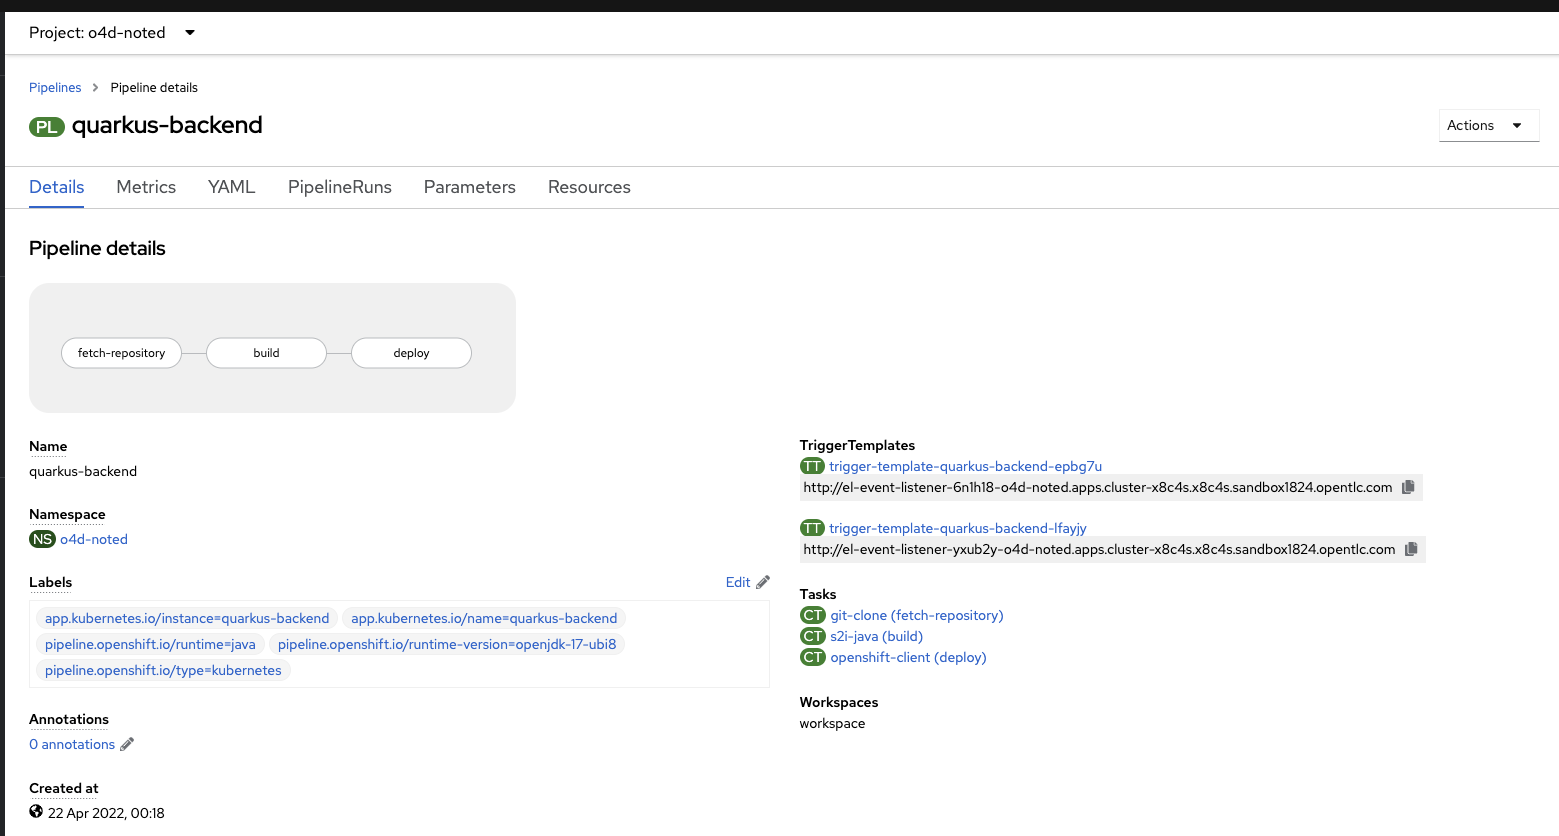 Project: o4d-noted
Pipelines > Pipeline details
PL quarkus-backend
Actions
Details Metrics YAML PipelineRuns Parameters Resources
Pipeline details
fetch-repository build deploy
Name
quarkus-backend
Namespace
NS o4d-noted
Labels Edit
app.kubernetes.io/instance=quarkus-backend app.kubernetes.io/name=quarkus-backend
pipeline.openshift.io/runtime=java pipeline.openshift.io/runtime-version=openjdk-17-ubi8
pipeline.openshift.io/type=kubernetes
Annotations
0 annotations
Created at
22 Apr 2022, 00:18
TriggerTemplates
TT trigger-template-quarkus-backend-epbg7u
http://el-event-listener-6n1h18-o4d-noted.apps.cluster-x8c4s.x8c4s.sandbox1824.opentlc.com
TT trigger-template-quarkus-backend-lfayjy
http://el-event-listener-yxub2y-o4d-noted.apps.cluster-x8c4s.x8c4s.sandbox1824.opentlc.com
Tasks
CT git-clone (fetch-repository)
CT s2i-java (build)
CT openshift-client (deploy)
Workspaces
workspace